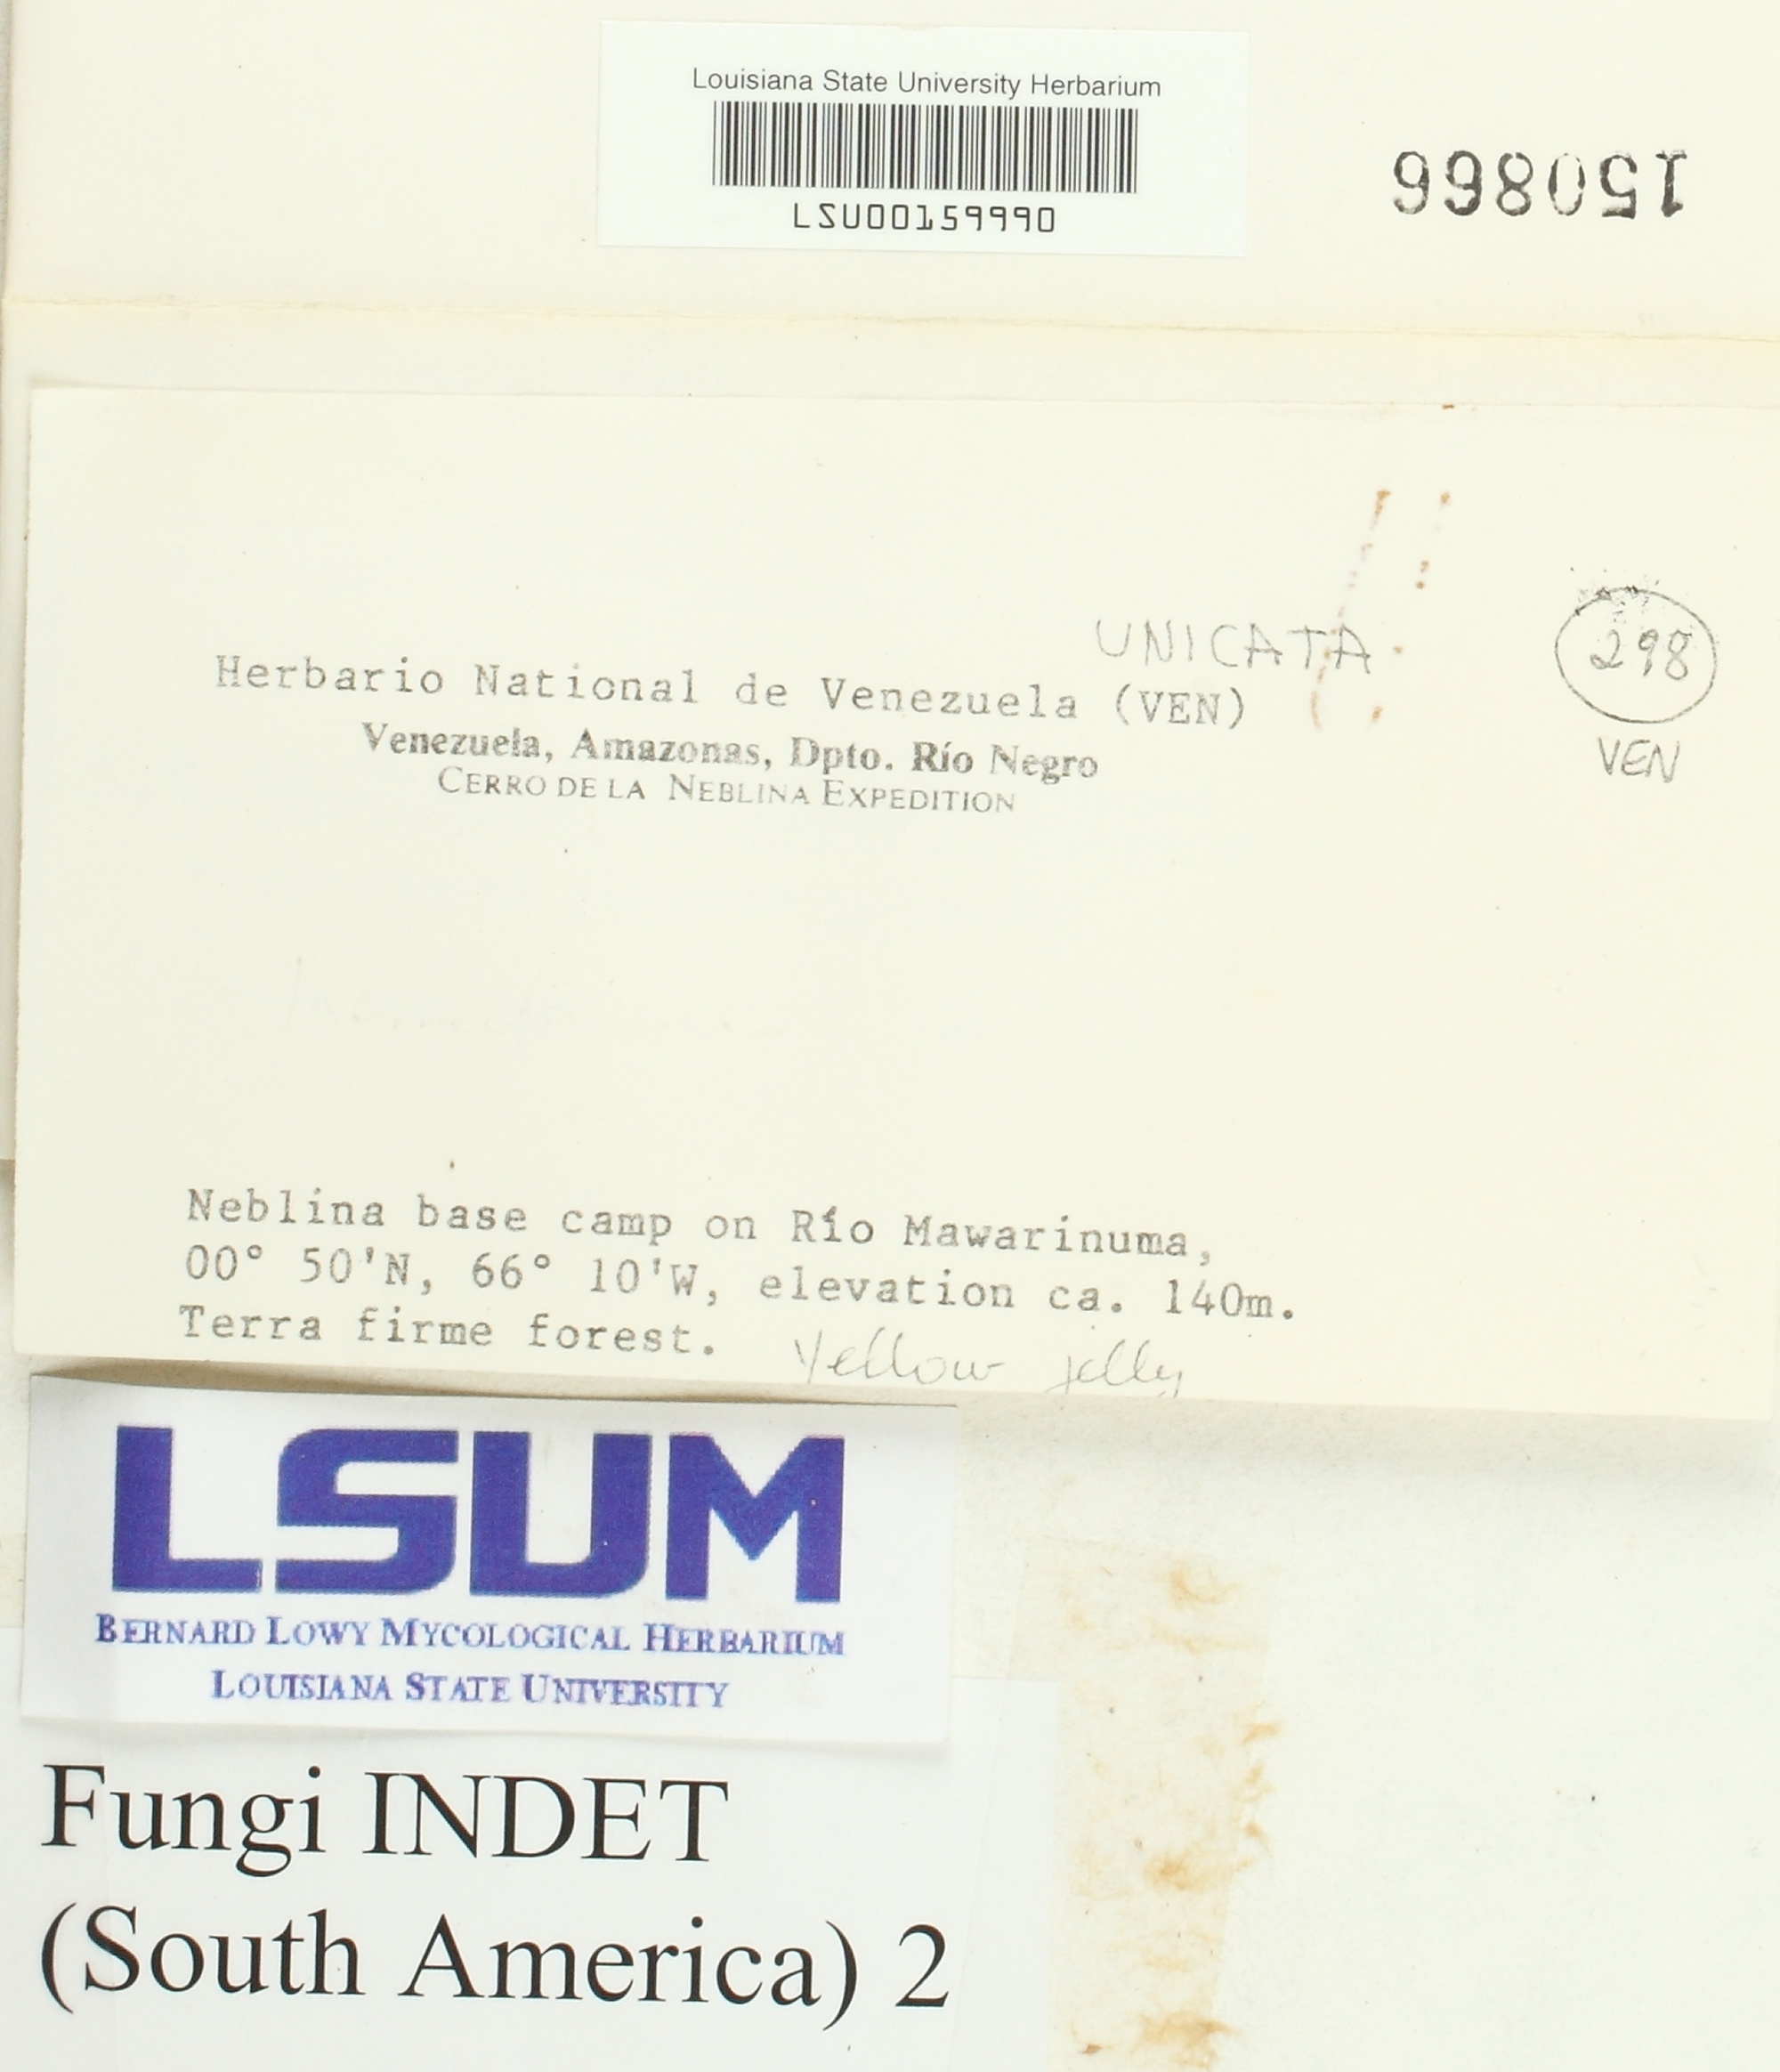 Louisiana State University Herbarium
LSU00159990
150866
UNICATA
298
VEN
Herbario National de Venezuela (VEN)
Venezuela, Amazonas, Dpto. Río Negro
CERRO DE LA NEBLINA EXPEDITION
Neblina base camp on Río Mawarinuma,
00° 50'N, 66° 10'W, elevation ca. 140m.
Terra firme forest. Yellow jelly
LSUM
BERNARD LOWY MYCOLOGICAL HERBARIUM
LOUISIANA STATE UNIVERSITY
Fungi INDET
(South America) 2